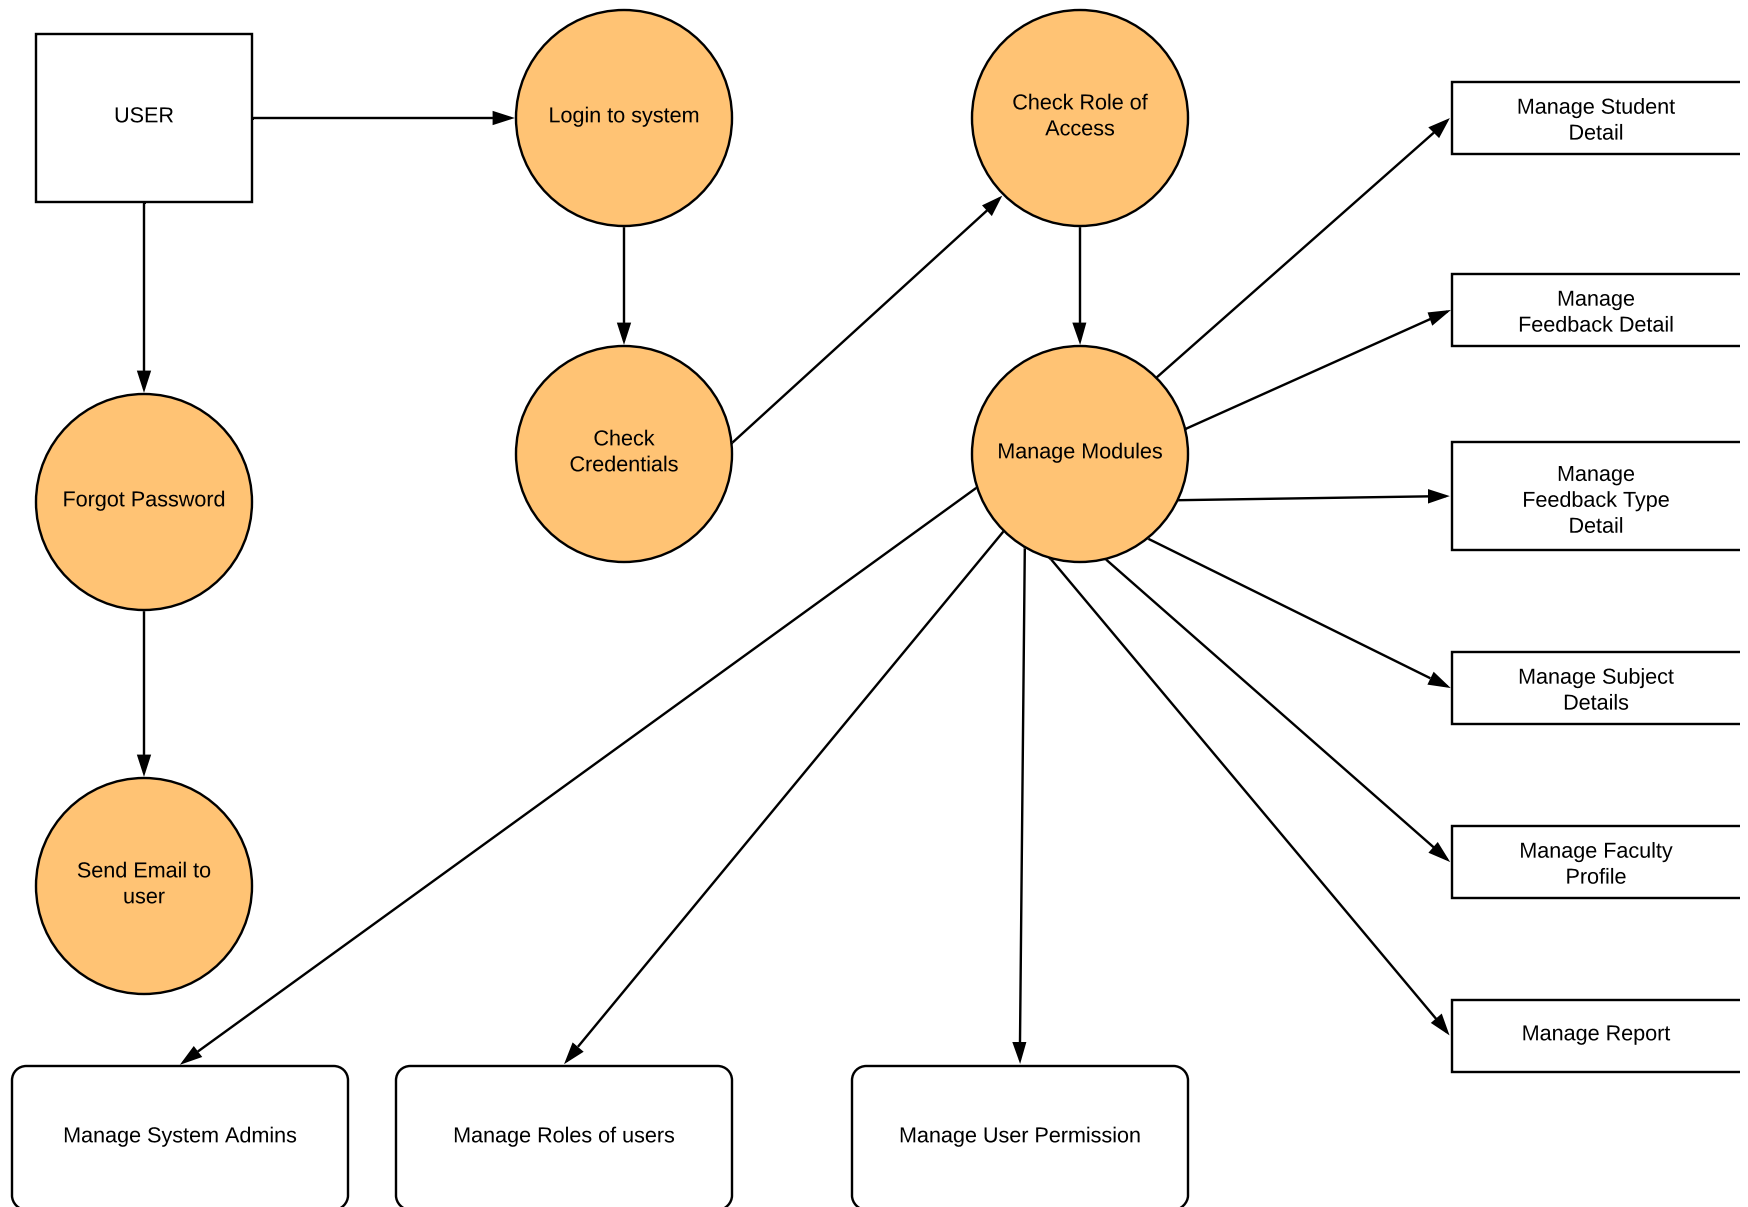 USER
Login to system
Check Role of
Access
Manage Student
Detail
Manage
Feedback Detail
Check
Credentials
Manage Modules
Forgot Password
Manage
Feedback Type
Detail
Manage Subject
Details
Send Email to
user
Manage Faculty
Profile
Manage Report
Manage System Admins
Manage Roles of users
Manage User Permission